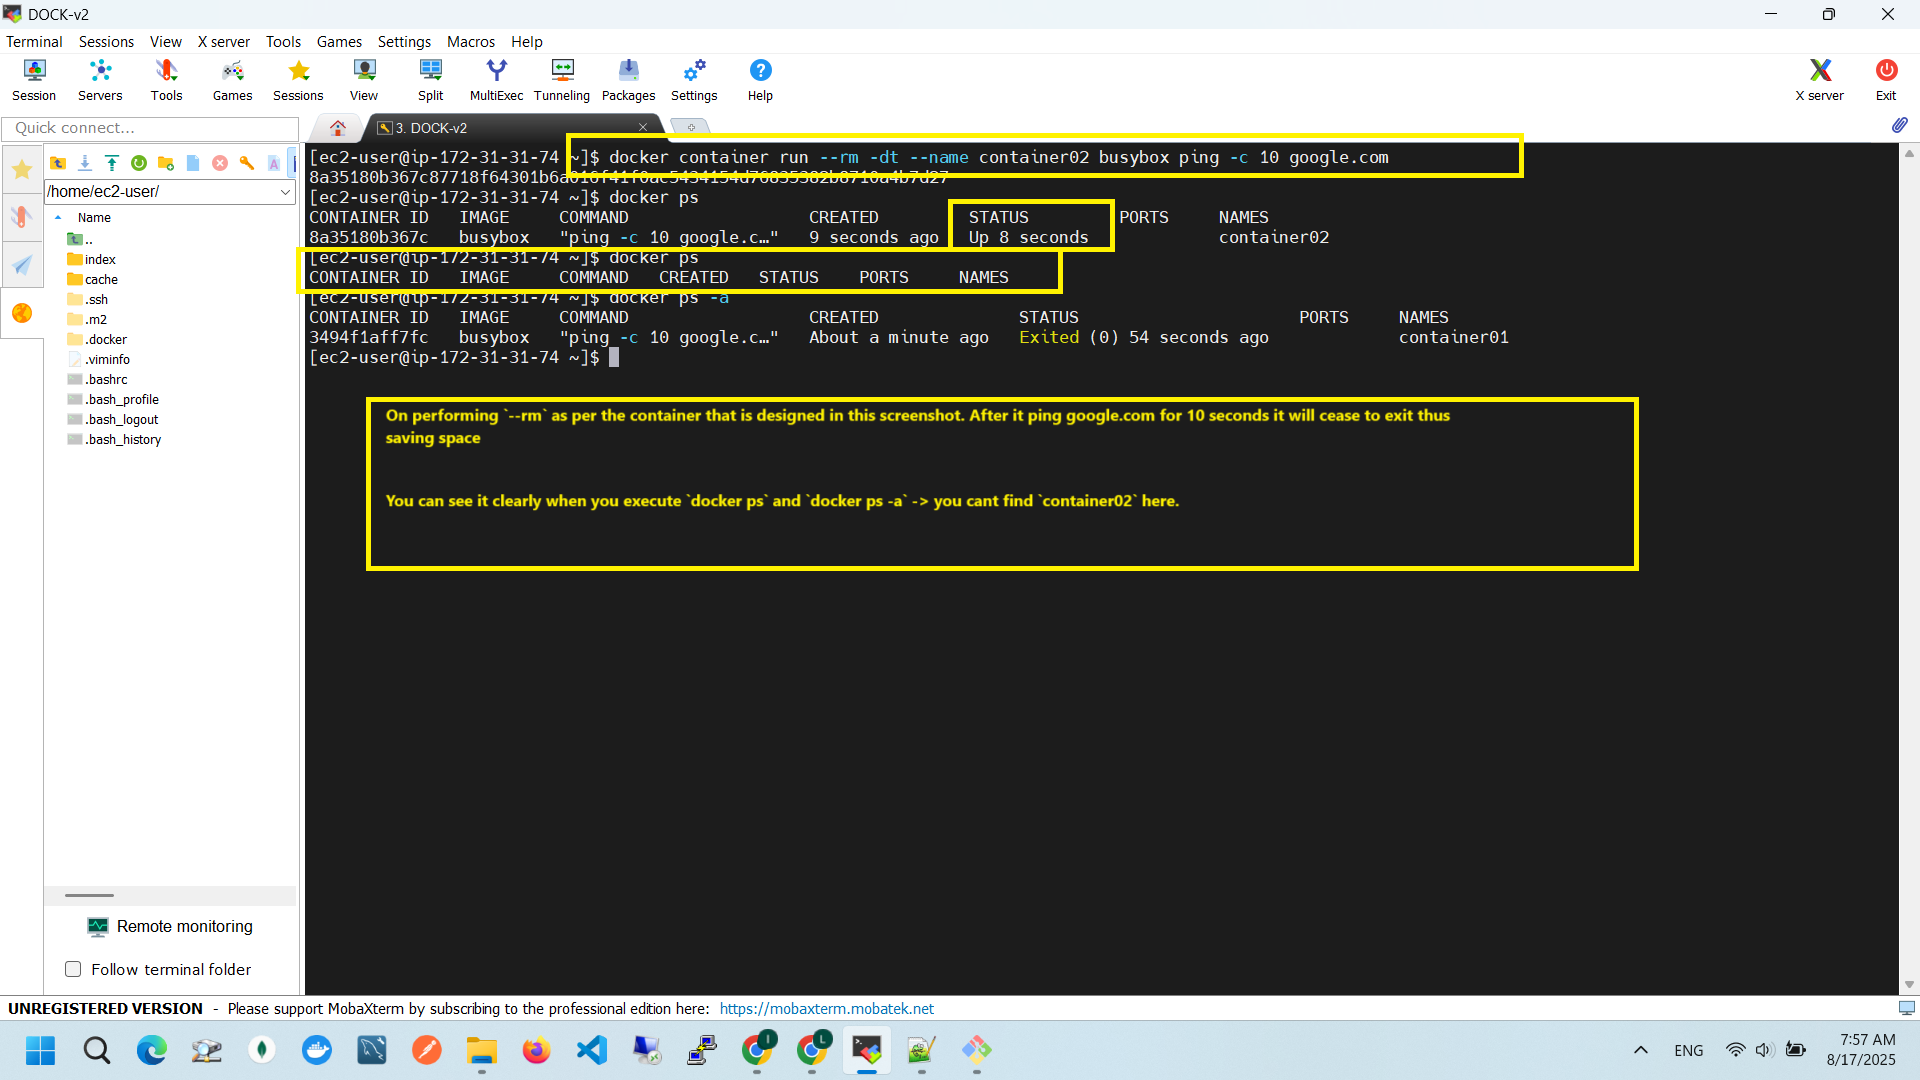 DOCK-v2
Terminal Sessions View X server Tools Games Settings Macros Help
Session Servers Tools Games Sessions View Split MultiExec Tunneling Packages Settings Help X server Exit
Quick connect...
3. DOCK-v2
/home/ec2-user/
Name
..
index
cache
.ssh
.m2
.docker
.viminfo
.bashrc
.bash_profile
.bash_logout
.bash_history
Remote monitoring
Follow terminal folder
[ec2-user@ip-172-31-31-74 ~]$ docker container run --rm -dt --name container02 busybox ping -c 10 google.com
8a35180b367c87718f64301b6a016f41f0ac5434154d76835382b8710a4b7d27
[ec2-user@ip-172-31-31-74 ~]$ docker ps
CONTAINER ID IMAGE COMMAND CREATED STATUS PORTS NAMES
8a35180b367c busybox "ping -c 10 google.c…" 9 seconds ago Up 8 seconds container02
[ec2-user@ip-172-31-31-74 ~]$ docker ps
CONTAINER ID IMAGE COMMAND CREATED STATUS PORTS NAMES
[ec2-user@ip-172-31-31-74 ~]$ docker ps -a
CONTAINER ID IMAGE COMMAND CREATED STATUS PORTS NAMES
3494f1aff7fc busybox "ping -c 10 google.c…" About a minute ago Exited (0) 54 seconds ago container01
[ec2-user@ip-172-31-31-74 ~]$
On performing `--rm` as per the container that is designed in this screenshot. After it ping google.com for 10 seconds it will cease to exit thus
saving space
You can see it clearly when you execute `docker ps` and `docker ps -a` -> you cant find `container02` here.
UNREGISTERED VERSION - Please support MobaXterm by subscribing to the professional edition here: https://mobaxterm.mobatek.net
ENG
7:57 AM
8/17/2025